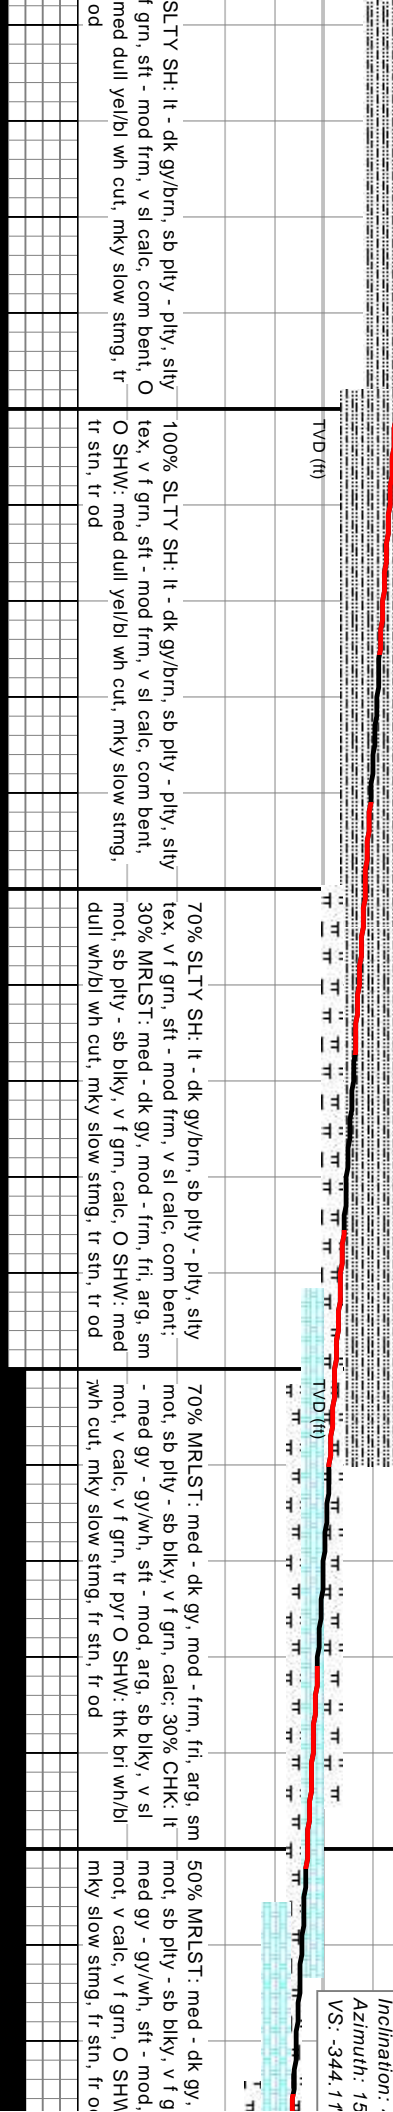 SLTY SH: lt - dk gy/brn, sb plty - plty, slty
f grn, sft - mod frm, v sl calc, com bent, O
med dull yel/bl wh cut, mky slow stmg, tr
od
TVD (ft)
100% SLTY SH: lt - dk gy/brn, sb plty - plty, slty
tex, v f grn, sft - mod frm, v sl calc, com bent,
O SHW: med dull yel/bl wh cut, mky slow stmg,
tr stn, tr od
70% SLTY SH: lt - dk gy/brn, sb plty - plty, slty
tex, v f grn, sft - mod frm, v sl calc, com bent;
30% MRLST: med - dk gy, mod - frm, fri, arg, sm
mot, sb plty - sb blky, v f grn, calc, O SHW: med
dull wh/bl wh cut, mky slow stmg, tr stn, tr od
TVD (ft)
70% MRLST: med - dk gy, mod - frm, fri, arg, sm
mot, sb plty - sb blky, v f grn, calc; 30% CHK: lt
- med gy - gy/wh, sft - mod, arg, sb blky, v sl
mot, v calc, v f grn, tr pyr O SHW: thk bri wh/bl
wh cut, mky slow stmg, fr stn, fr od
Inclination:
Azimuth: 15
VS: -344.11
50% MRLST: med - dk gy,
mot, sb plty - sb blky, v f g
med gy - gy/wh, sft - mod,
mot, v calc, v f grn, O SHW
mky slow stmg, fr stn, fr od